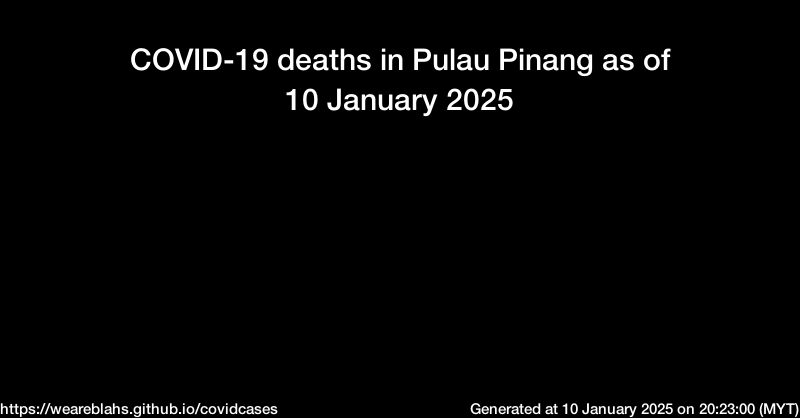 COVID-19 deaths in Pulau Pinang as of
10 January 2025
https://weareblahs.github.io/covidcases
Generated at 10 January 2025 on 20:23:00 (MYT)